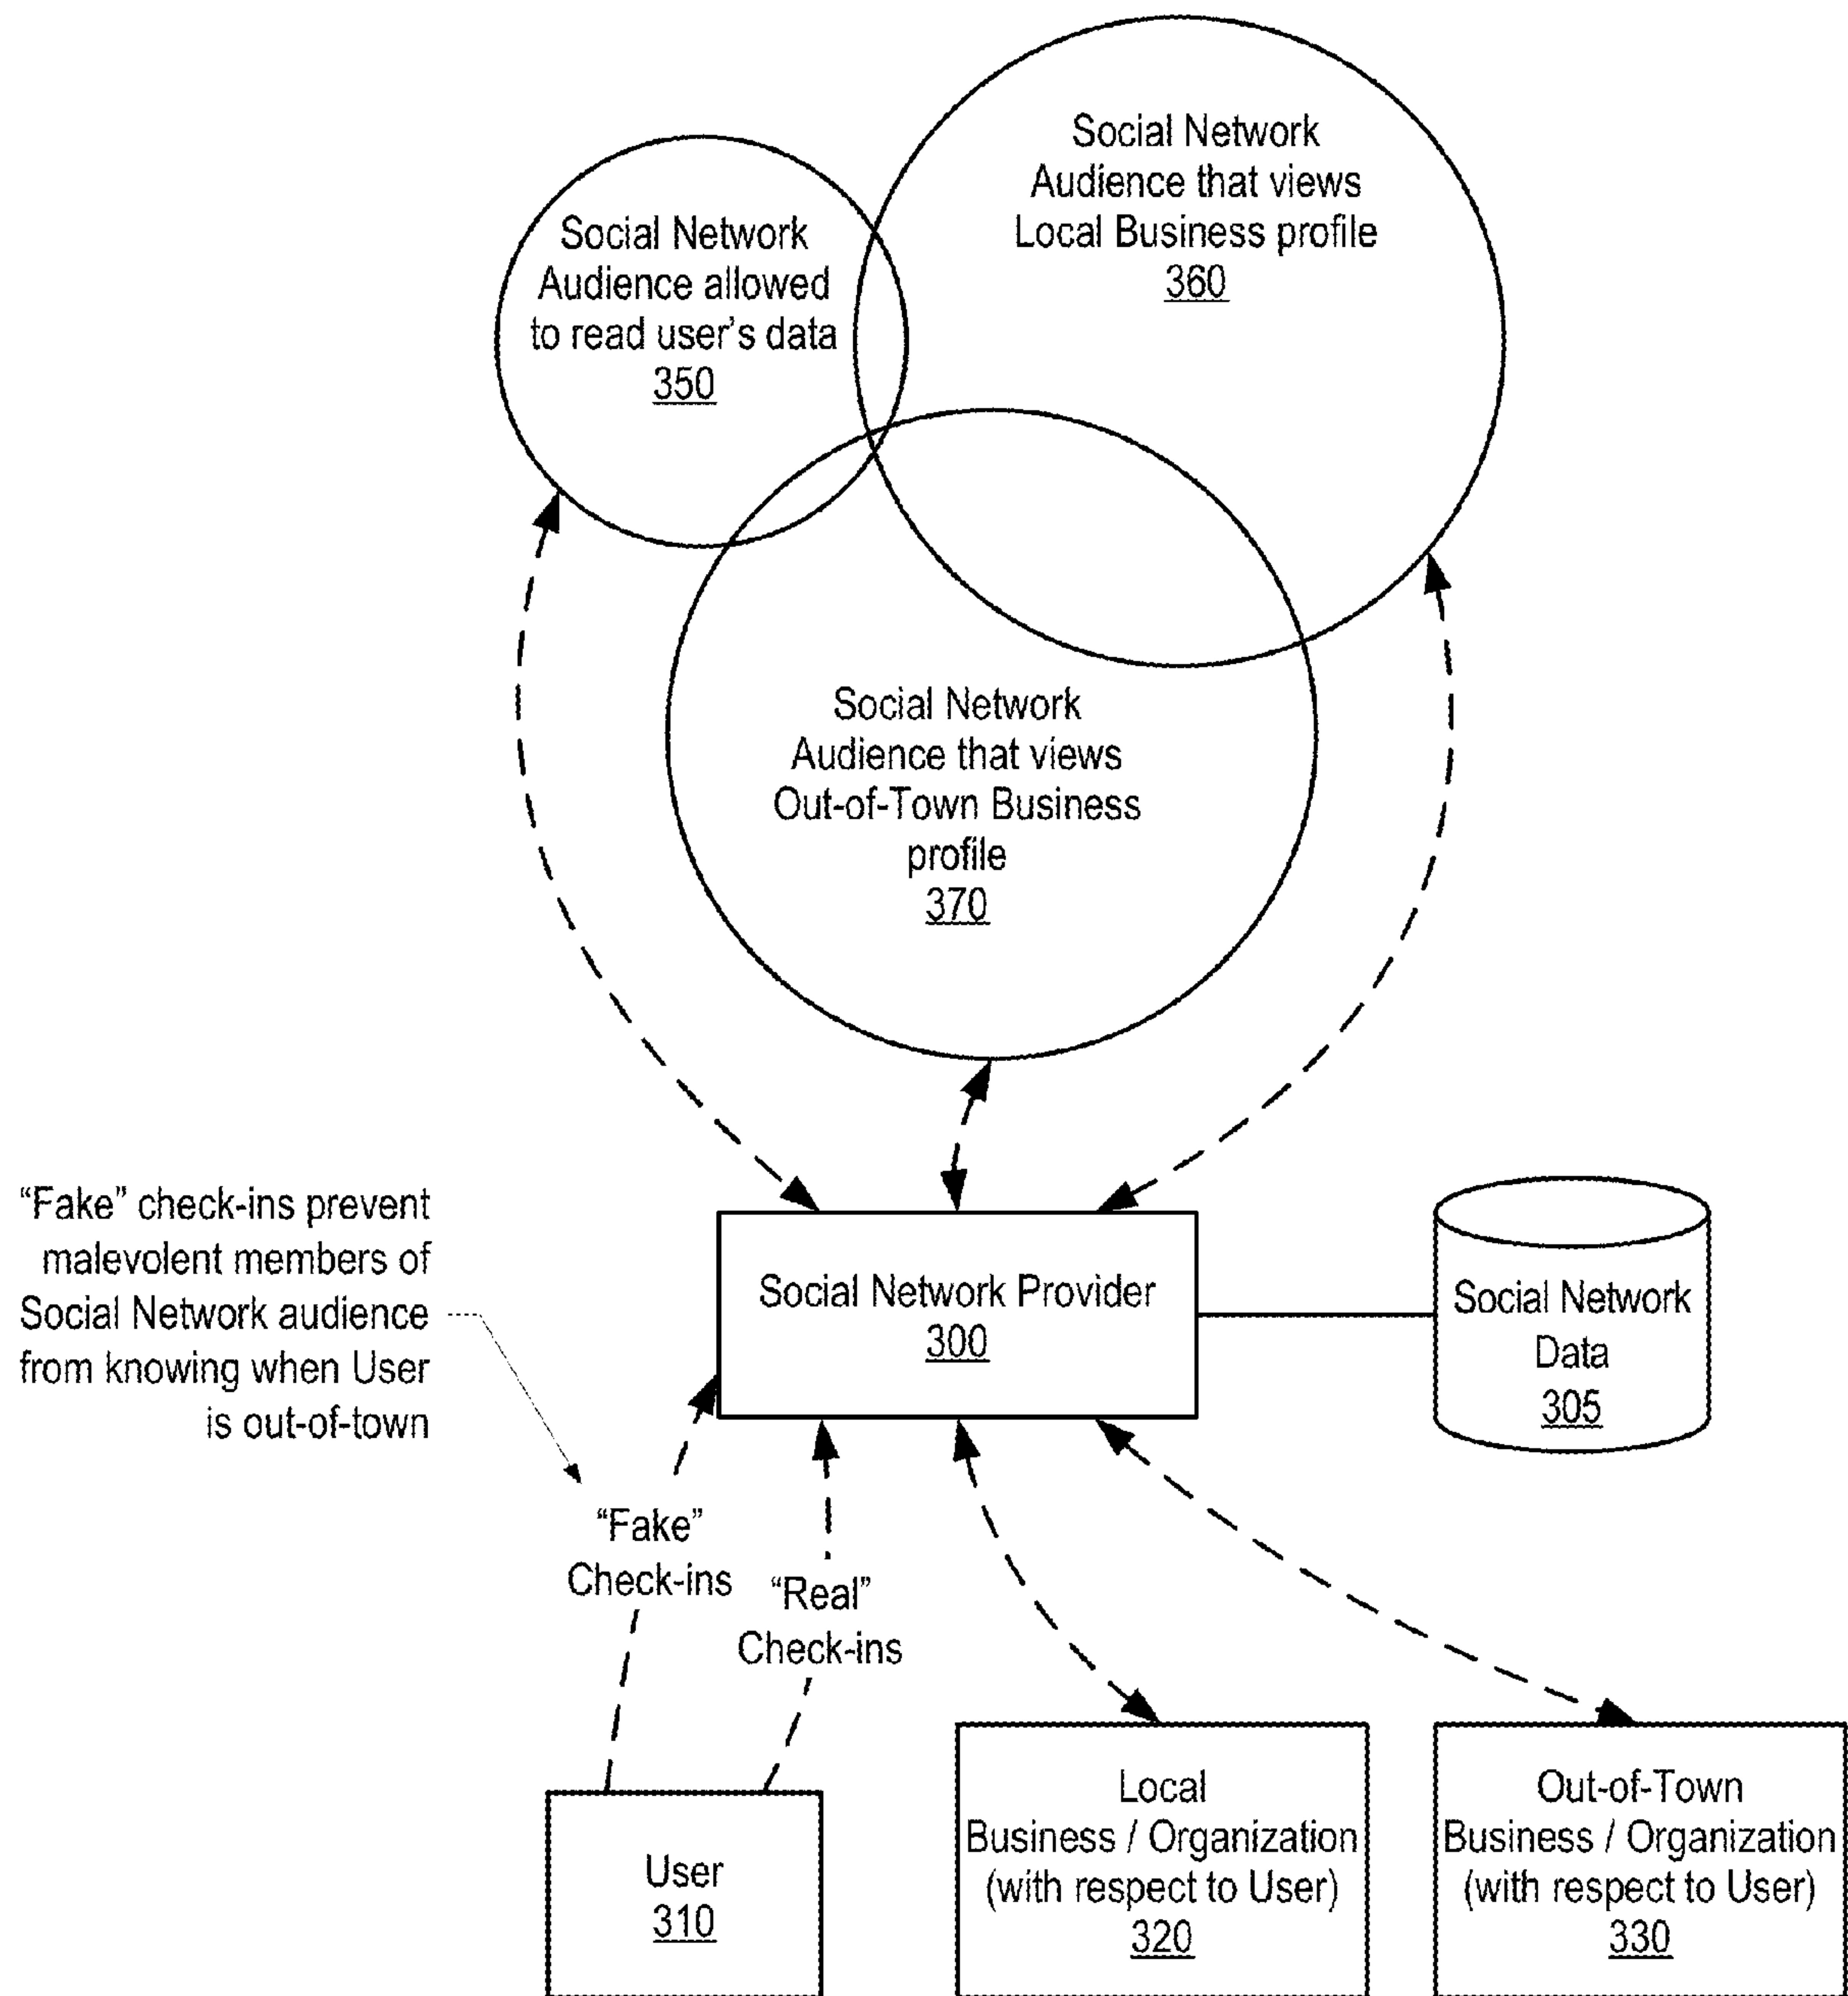 Social Network
Audience that views
Local Business profile
360
Social Network
Audience allowed
to read user's data
350
Social Network
Audience that views
Out-of-Town Business
profile
370
“Fake” check-ins prevent
malevolent members of
Social Network audience
from knowing when User
is out-of-town
Social Network Provider
300
Social Network
Data
305
“Fake”
Check-ins
“Real”
Check-ins
User
310
Local
Business / Organization
(with respect to User)
320
Out-of-Town
Business / Organization
(with respect to User)
330